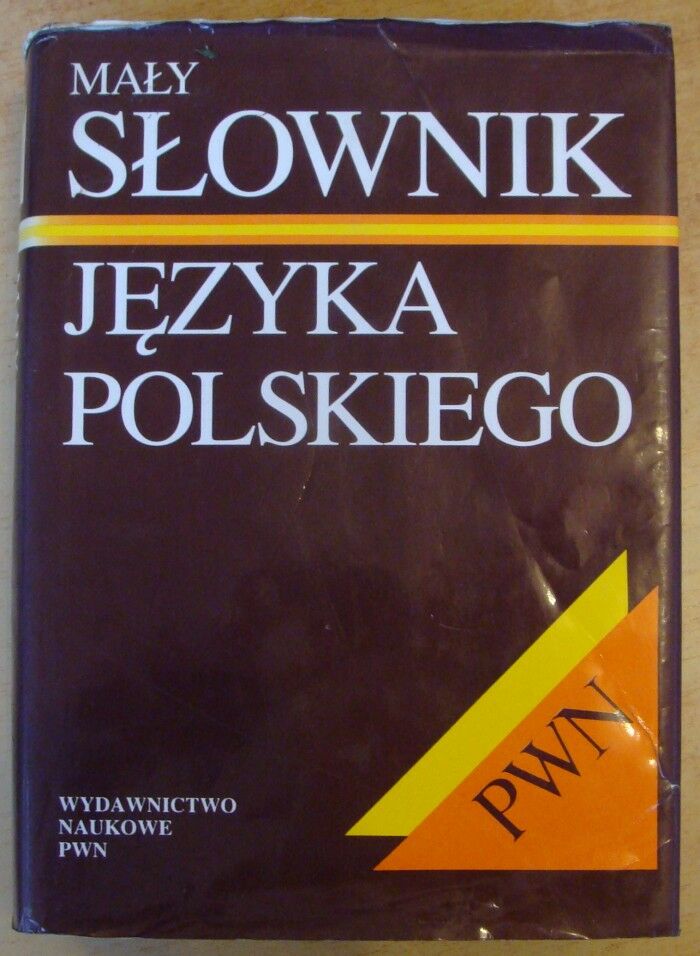 MAŁY
SŁOWNIK
JĘZYKA
POLSKIEGO
PWN
WYDAWNICTWO
NAUKOWE
PWN